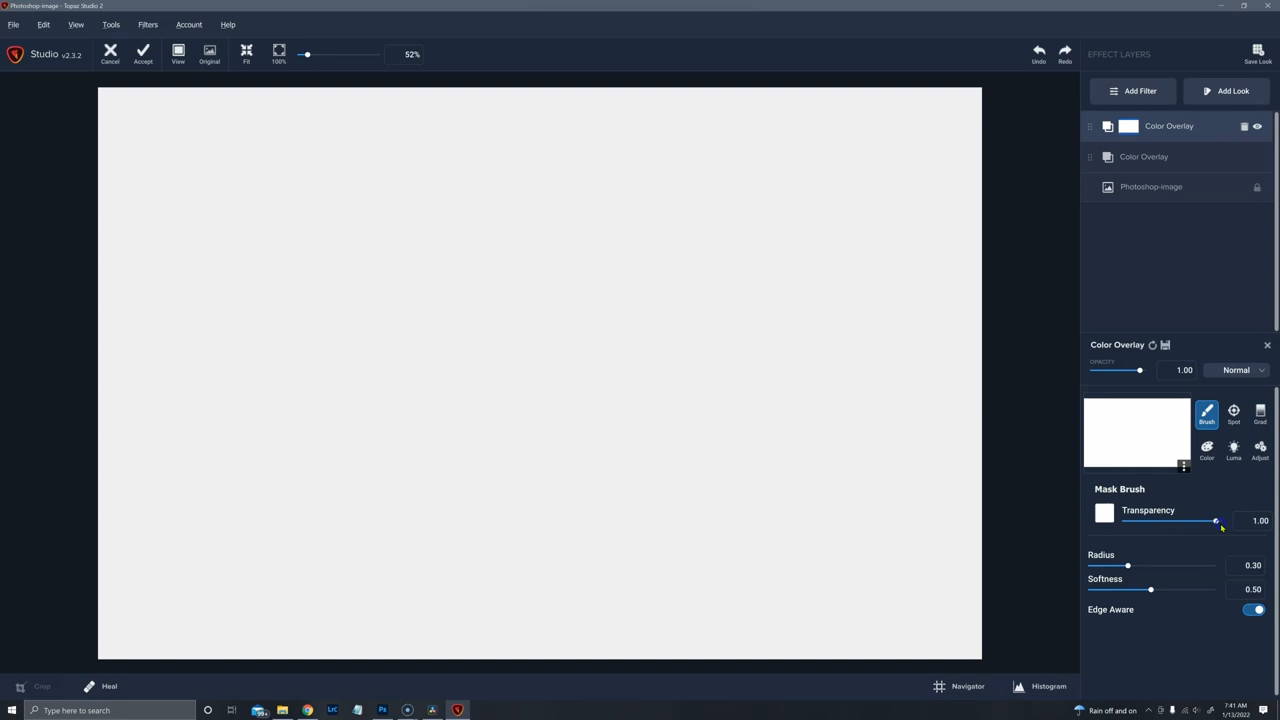 Photoshop-image - Topaz Studio 2
File Edit View Tools Filters Account Help
Studio v2.3.2 Cancel Accept View Original Fit 100% 52% Undo Redo
EFFECT LAYERS Save Look
Add Filter Add Look
Color Overlay
Color Overlay
Photoshop-image
Color Overlay
OPACITY 1.00 Normal
Brush Spot Grad
Color Luma Adjust
Mask Brush
Transparency 1.00
Radius
0.30
Softness
0.50
Edge Aware
Crop Heal Navigator Histogram
Type here to search
99+
LrC
Ps
Rain off and on
7:41 AM
1/13/2022